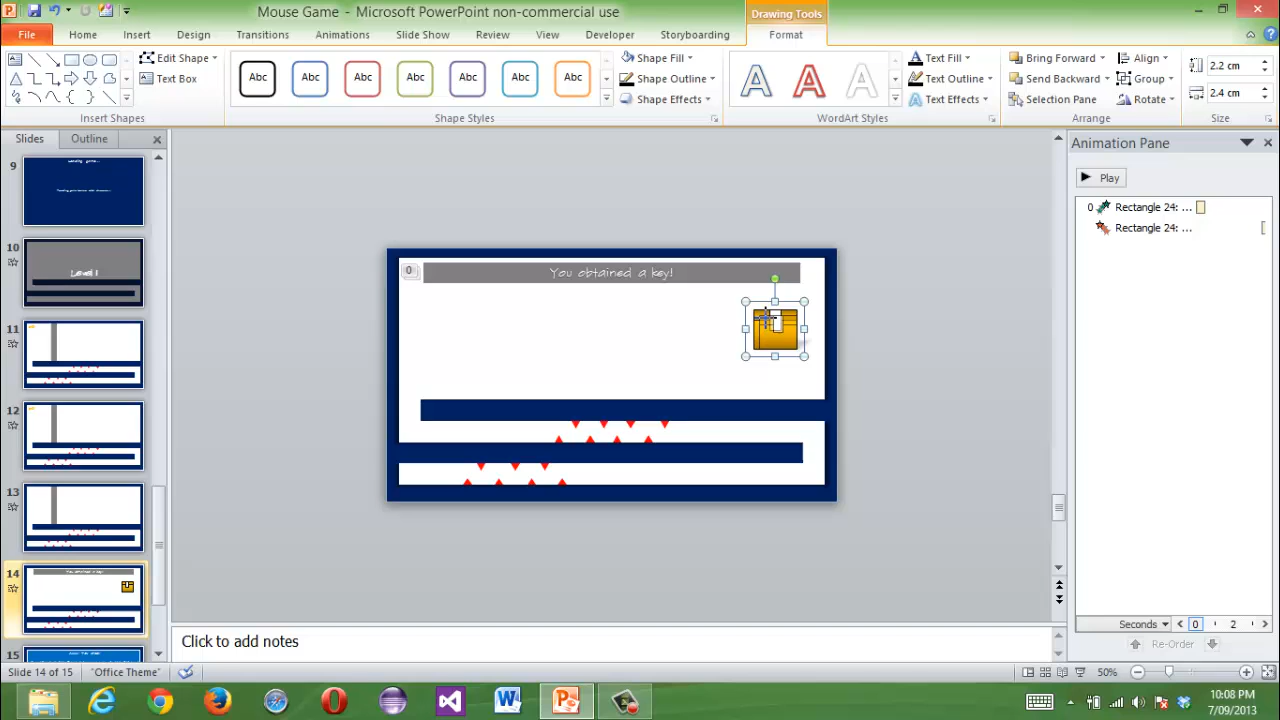 Mouse Game - Microsoft PowerPoint non-commercial use
Drawing Tools
File Home Insert Design Transitions Animations Slide Show Review View Developer Storyboarding Format
Edit Shape
Text Box
Insert Shapes
Abc Abc Abc Abc Abc Abc Abc
Shape Fill
Shape Outline
Shape Effects
Shape Styles
A A A
Text Fill
Text Outline
Text Effects
WordArt Styles
Bring Forward
Send Backward
Selection Pane
Align
Group
Rotate
Arrange
2.2 cm
2.4 cm
Size
Slides Outline
9
10
Level 1
11
12
13
14
You obtained a key!
15
0
You obtained a key!
Animation Pane
Play
0 Rectangle 24: ...
Rectangle 24: ...
Seconds 0 2
Re-Order
Click to add notes
Slide 14 of 15 "Office Theme" 50%
10:08 PM
7/09/2013